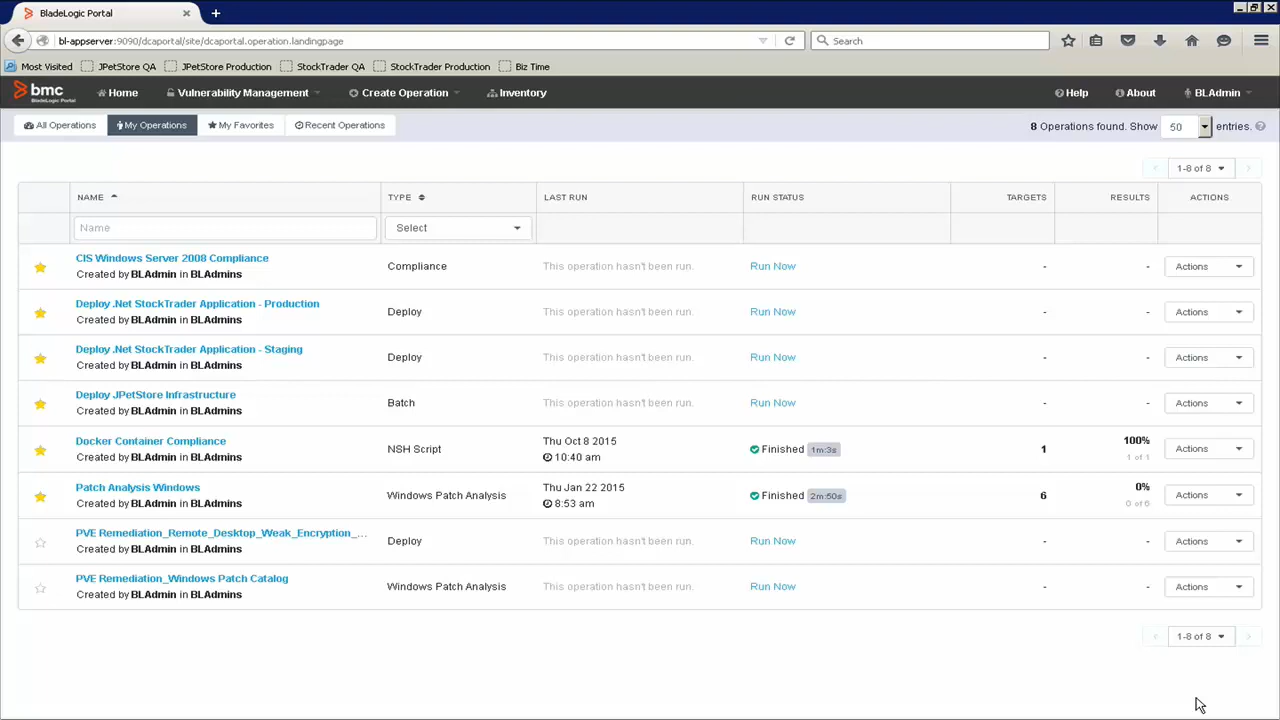 BladeLogic Portal
bl-appserver:9090/dcaportal/site/dcaportal.operation.landingpage
Search
Most Visited JPetStore QA JPetStore Production StockTrader QA StockTrader Production Biz Time
bmc
BladeLogic Portal
Home Vulnerability Management Create Operation Inventory Help About BLAdmin
All Operations My Operations My Favorites Recent Operations 8 Operations found. Show 50 entries.
1-8 of 8
NAME TYPE LAST RUN RUN STATUS TARGETS RESULTS ACTIONS
Name Select
CIS Windows Server 2008 Compliance
Created by BLAdmin in BLAdmins
Compliance This operation hasn't been run. Run Now - - Actions
Deploy .Net StockTrader Application - Production
Created by BLAdmin in BLAdmins
Deploy This operation hasn't been run. Run Now - - Actions
Deploy .Net StockTrader Application - Staging
Created by BLAdmin in BLAdmins
Deploy This operation hasn't been run. Run Now - - Actions
Deploy JPetStore Infrastructure
Created by BLAdmin in BLAdmins
Batch This operation hasn't been run. Run Now - - Actions
Docker Container Compliance
Created by BLAdmin in BLAdmins
NSH Script
Thu Oct 8 2015
10:40 am
Finished 1m:3s 1
100%
1 of 1
Actions
Patch Analysis Windows
Created by BLAdmin in BLAdmins
Windows Patch Analysis
Thu Jan 22 2015
8:53 am
Finished 2m:50s 6
0%
0 of 6
Actions
PVE Remediation_Remote_Desktop_Weak_Encryption_...
Created by BLAdmin in BLAdmins
Deploy This operation hasn't been run. Run Now - - Actions
PVE Remediation_Windows Patch Catalog
Created by BLAdmin in BLAdmins
Windows Patch Analysis This operation hasn't been run. Run Now - - Actions
1-8 of 8